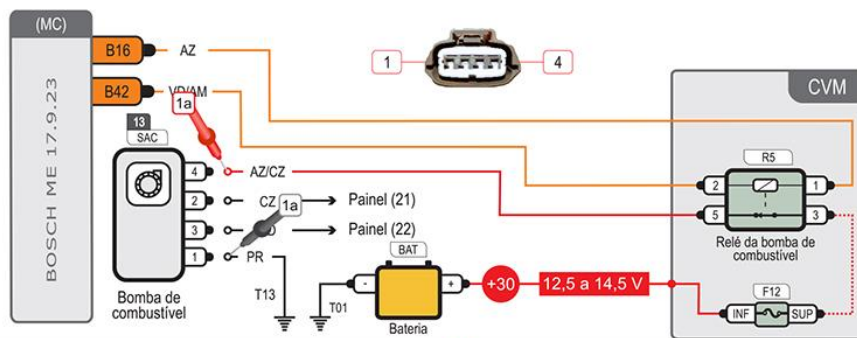 (MC)
BOSCH ME 17.9.23
B16
AZ
B42
VD/AM
1a
13
SAC
4
AZ/CZ
2
CZ
1a
Painel (21)
3
Painel (22)
1
PR
Bomba de
combustível
T13
T01
BAT
-
+
Bateria
+30
12,5 a 14,5 V
1
4
CVM
R5
2
1
5
3
Relé da bomba de
combustível
F12
INF
SUP